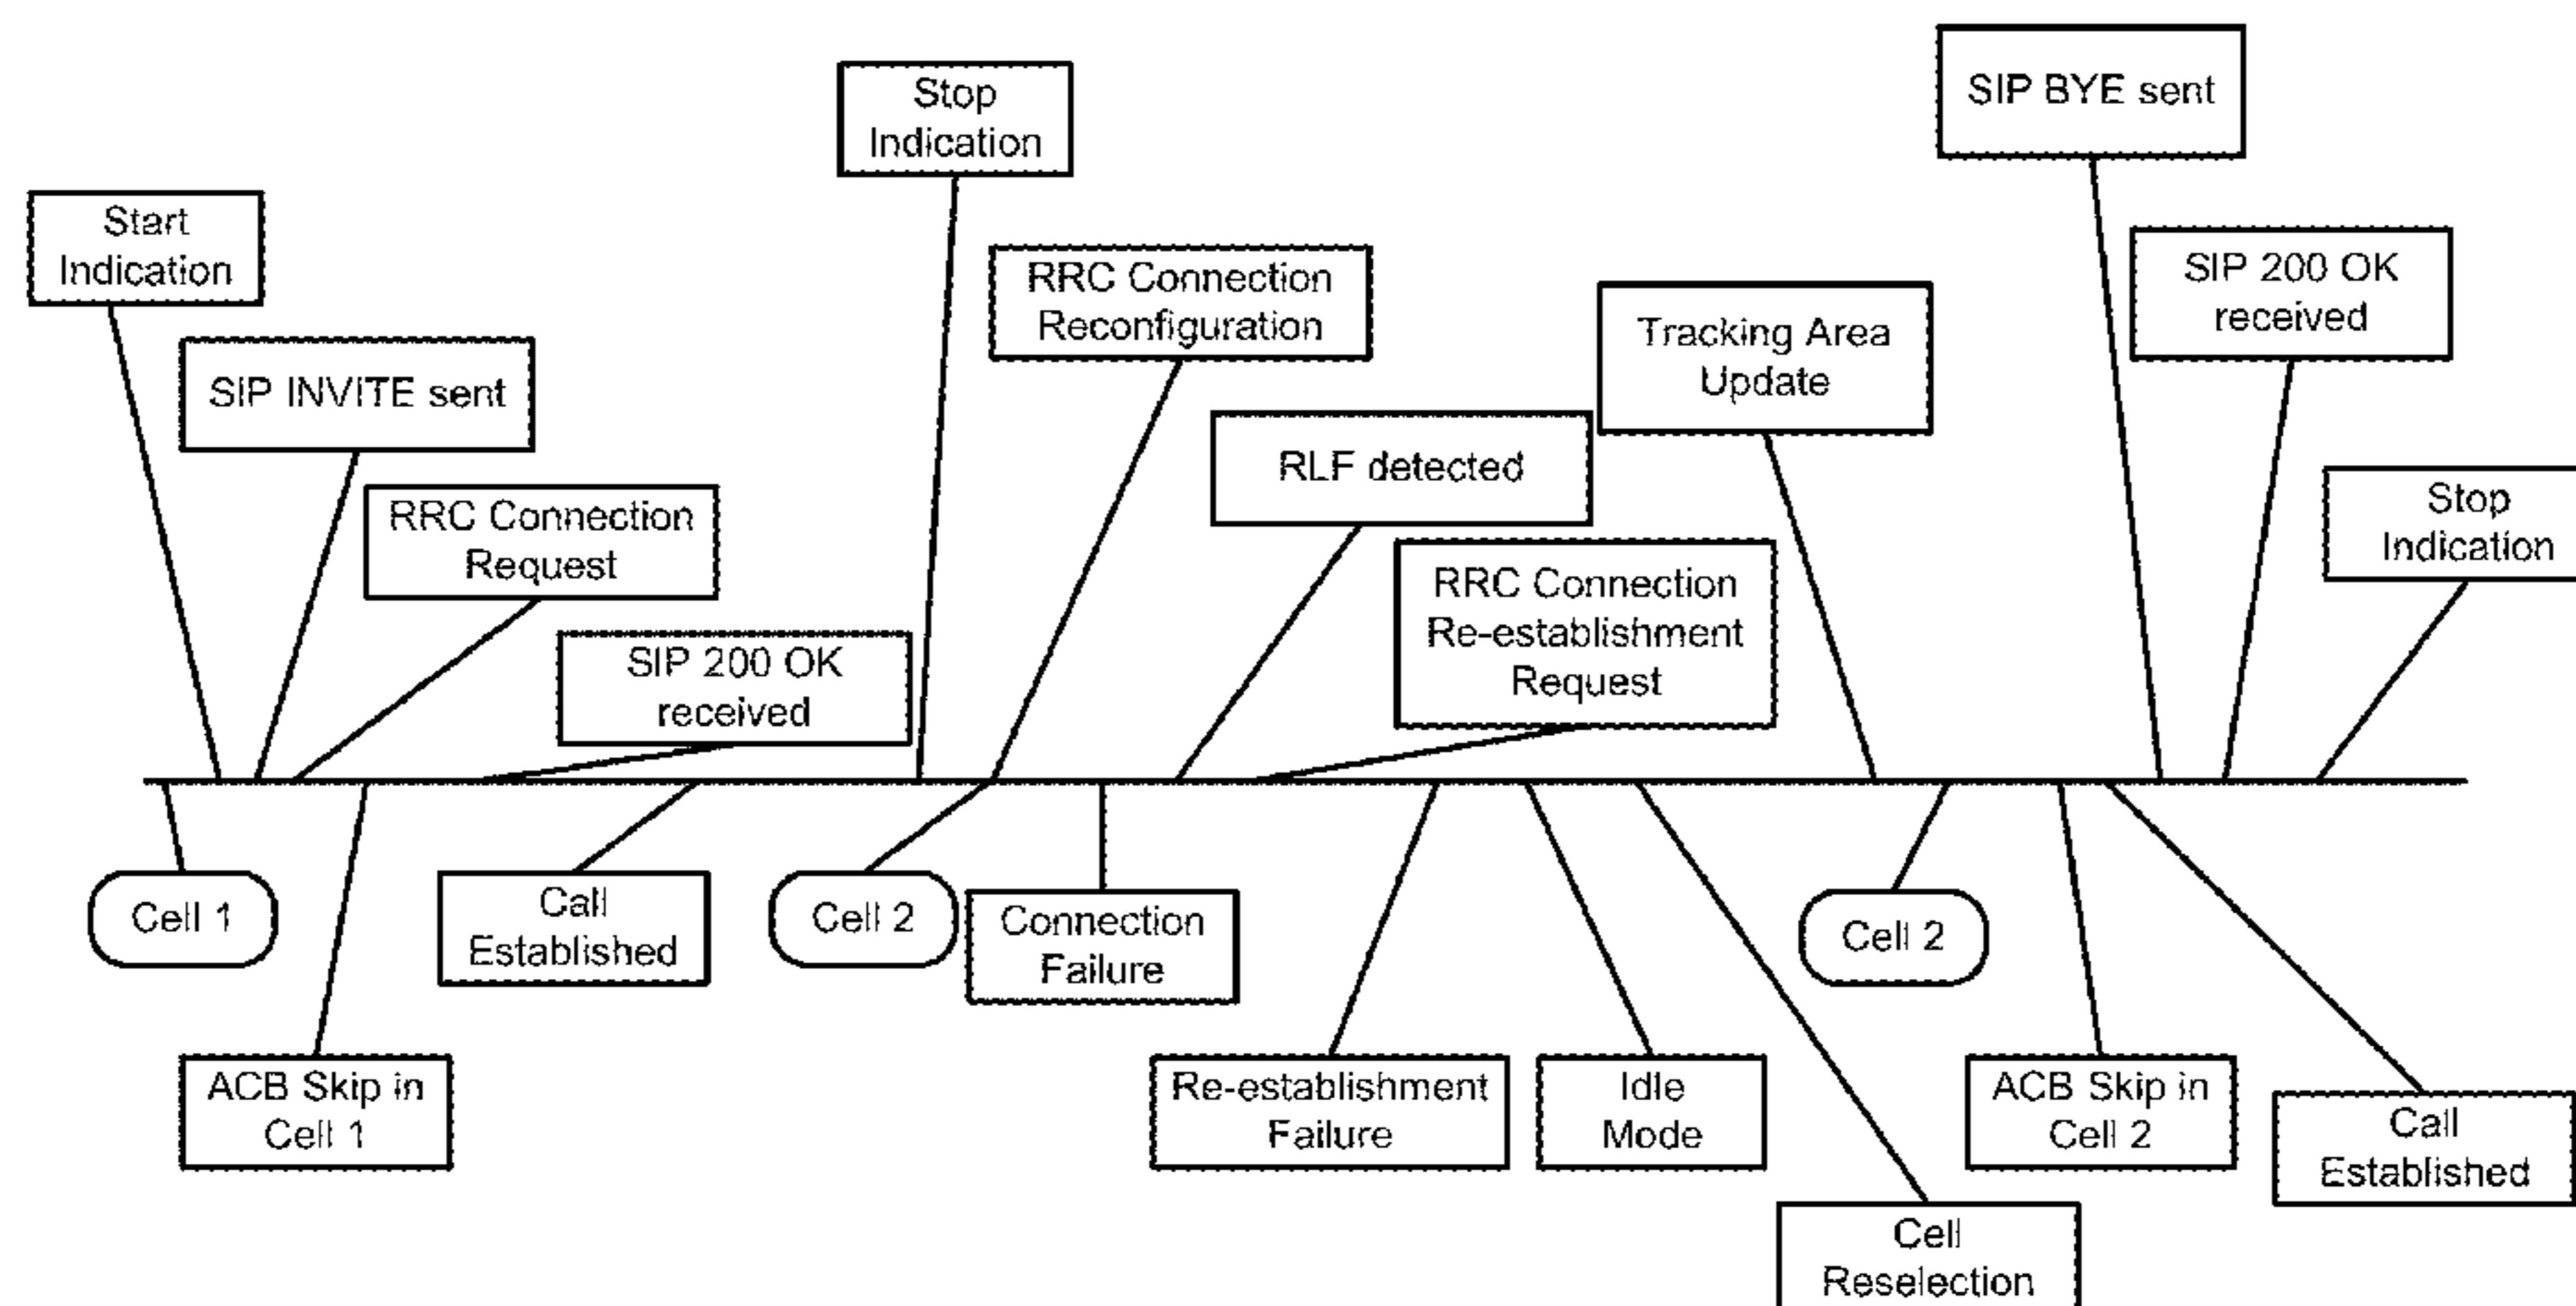 SIP BYE sent
Stop
Indication
Start
Indication
SIP 200 OK
received
RRC Connection
Reconfiguration
Tracking Area
Update
SIP INVITE sent
RLF detected
Stop
Indication
RRC Connection
Request
RRC Connection
Re-establishment
Request
SIP 200 OK
received
Cell 1
Call
Established
Cell 2
Connection
Failure
Cell 2
ACB Skip in
Cell 1
Re-establishment
Failure
Idle
Mode
ACB Skip in
Cell 2
Call
Established
Cell
Reselection